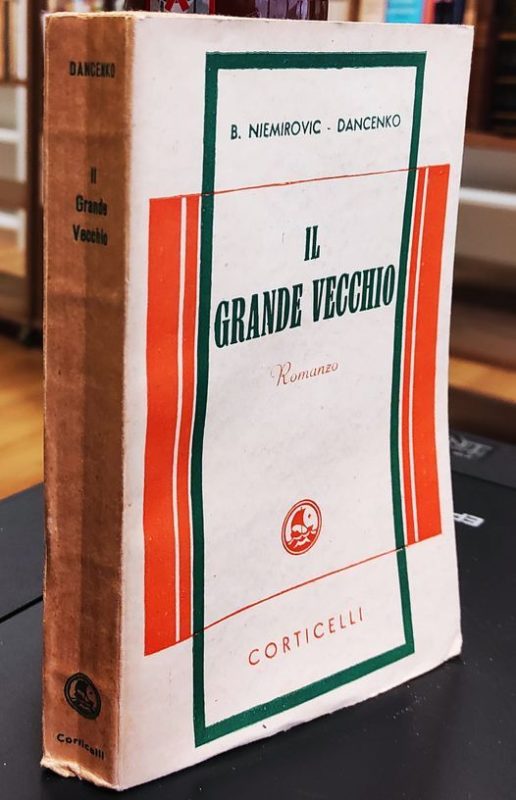 DANCENKO
Il
Grande
Vecchio
Corticelli
B. NIEMIROVIC - DANCENKO
IL
GRANDE VECCHIO
Romanzo
CORTICELLI